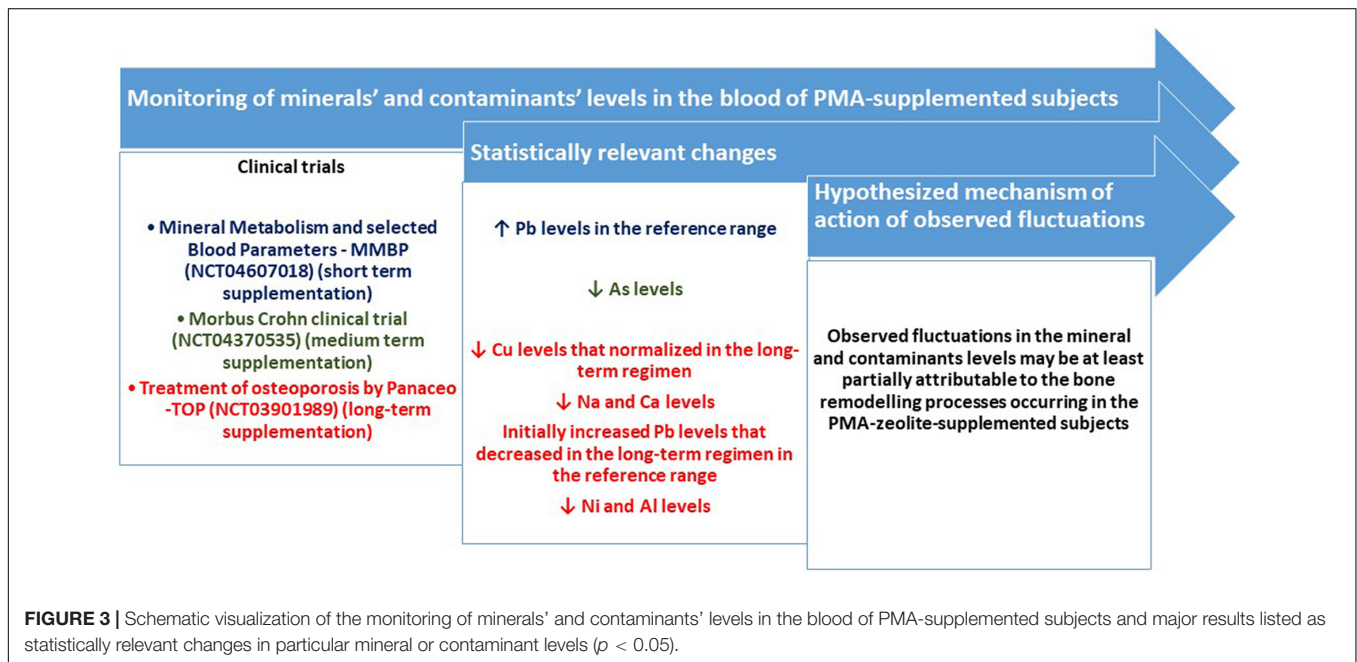 Monitoring of minerals' and contaminants' levels in the blood of PMA-supplemented subjects
Clinical trials
• Mineral Metabolism and selected
Blood Parameters - MMBP
(NCT04607018) (short term
supplementation)
• Morbus Crohn clinical trial
(NCT04370535) (medium term
supplementation)
• Treatment of osteoporosis by Panaceo
-TOP (NCT03901989) (long-term
supplementation)
Statistically relevant changes
↑ Pb levels in the reference range
↓ As levels
↓ Cu levels that normalized in the long-
term regimen
↓ Na and Ca levels
Initially increased Pb levels that
decreased in the long-term regimen in
the reference range
↓ Ni and Al levels
Hypothesized mechanism of
action of observed fluctuations
Observed fluctuations in the mineral
and contaminants levels may be at least
partially attributable to the bone
remodelling processes occurring in the
PMA-zeolite-supplemented subjects
FIGURE 3 | Schematic visualization of the monitoring of minerals' and contaminants' levels in the blood of PMA-supplemented subjects and major results listed as
statistically relevant changes in particular mineral or contaminant levels (p < 0.05).